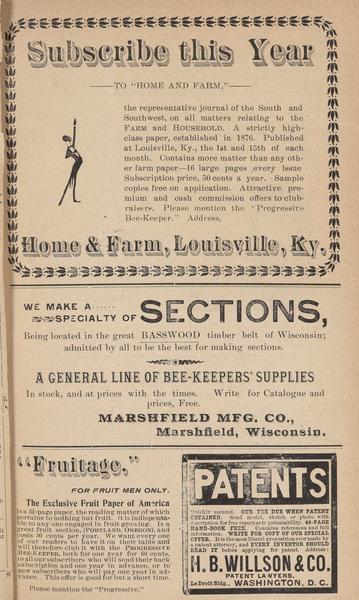 Subscribe this Year
TO "HOME AND FARM,"
the representative journal of the South and
Southwest, on all matters relating to the
FARM and HOUSEHOLD. A strictly high-
class paper, established in 1876. Published
at Louisville, Ky., the 1st and 15th of each
month. Contains more matter than any oth-
er farm paper—16 large pages every issue
Subscription price, 50 cents a year. Sample
copies free on application. Attractive pre-
mium and cash commission offers to club-
raisers. Please mention the "Progressive
Bee-Keeper." Address,
Home & Farm, Louisville, Ky.
WE MAKE A
SPECIALTY OF SECTIONS,
Being located in the great BASSWOOD timber belt of Wisconsin;
admitted by all to be the best for making sections.
A GENERAL LINE OF BEE-KEEPERS' SUPPLIES
In stock, and at prices with the times. Write for Catalogue and
prices, Free.
MARSHFIELD MFG. CO.,
Marshfield, Wisconsin.
"Fruitage."
FOR FRUIT MEN ONLY.
The Exclusive Fruit Paper of America
Is a 32-page paper, the reading matter of which
pertains to nothing but fruit. It is indispensa-
ble to any one engaged in fruit growing. Is a
great fruit section, (PORTLAND, OREGON), and
costs 50 cents per year. We want every one
of our readers to have it on their table and
will therefore club it with the PROGRESSIVE
BEE-KEEPER, both for one year for 60 cents,
to all our subscribers who will send their back
subscription and one year in advance, or to
new subscribers who will pay one year in ad-
vance. This offer is good for but a short time.
Please mention the "Progressive."
PATENTS
Quickly secured. OUR FEE DUE WHEN PATENT
OBTAINED. Send model, sketch or photo. with
description for free report as to patentability. 48-PAGE
HAND-BOOK FREE. Contains references and full
information. WRITE FOR COPY OF OUR SPECIAL
OFFER. It is the most liberal proposition ever made by
a patent attorney, and EVERY INVENTOR SHOULD
READ IT before applying for patent. Address:
H. B. WILLSON & CO.
PATENT LAWYERS,
Le Droit Bldg., WASHINGTON, D. C.